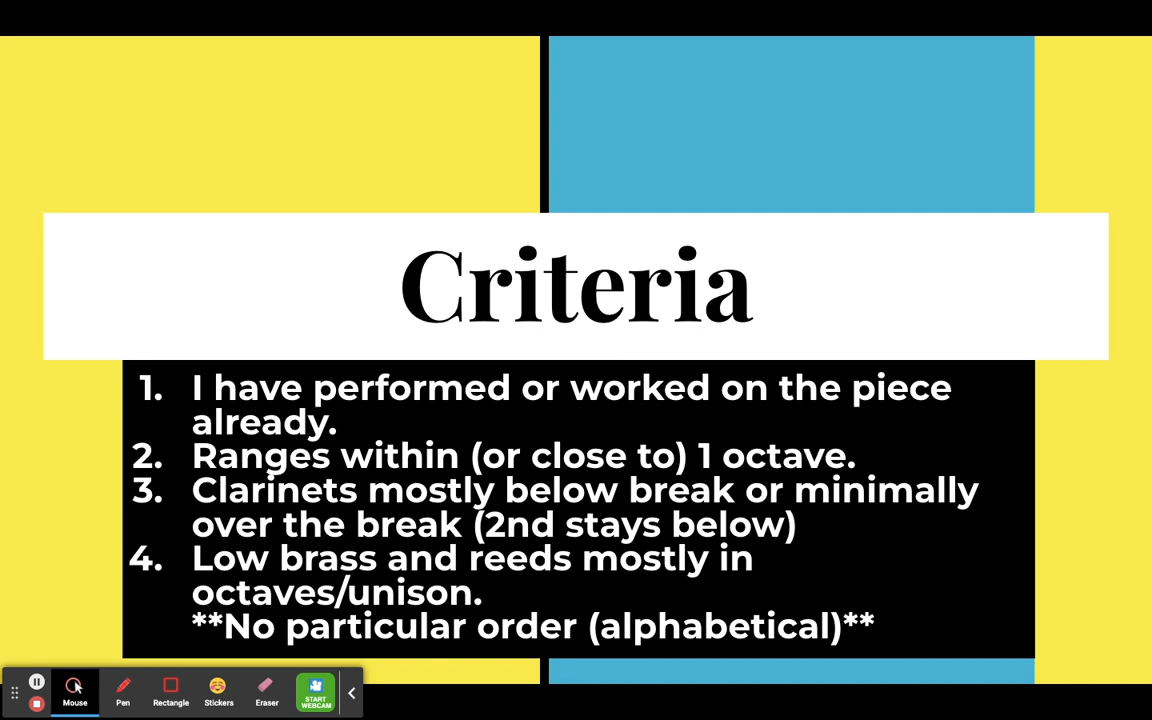 Criteria
1. I have performed or worked on the piece
already.
2. Ranges within (or close to) 1 octave.
3. Clarinets mostly below break or minimally
over the break (2nd stays below)
4. Low brass and reeds mostly in
octaves/unison.
**No particular order (alphabetical)**
Mouse
Pen
Rectangle
Stickers
Eraser
START
WEBCAM